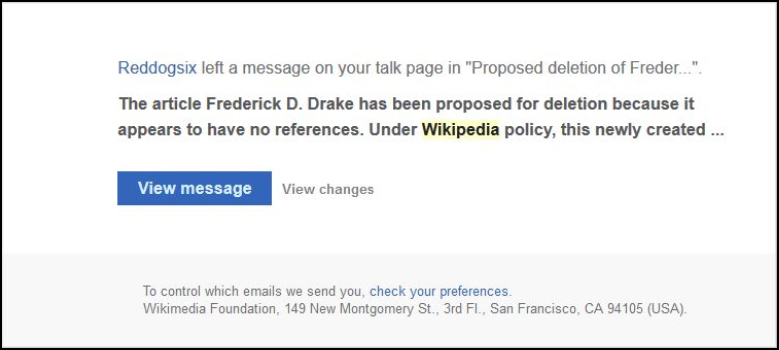 Reddogsix left a message on your talk page in "Proposed deletion of Freder...".
The article Frederick D. Drake has been proposed for deletion because it
appears to have no references. Under Wikipedia policy, this newly created ...
View message View changes
To control which emails we send you, check your preferences.
Wikimedia Foundation, 149 New Montgomery St., 3rd Fl., San Francisco, CA 94105 (USA).